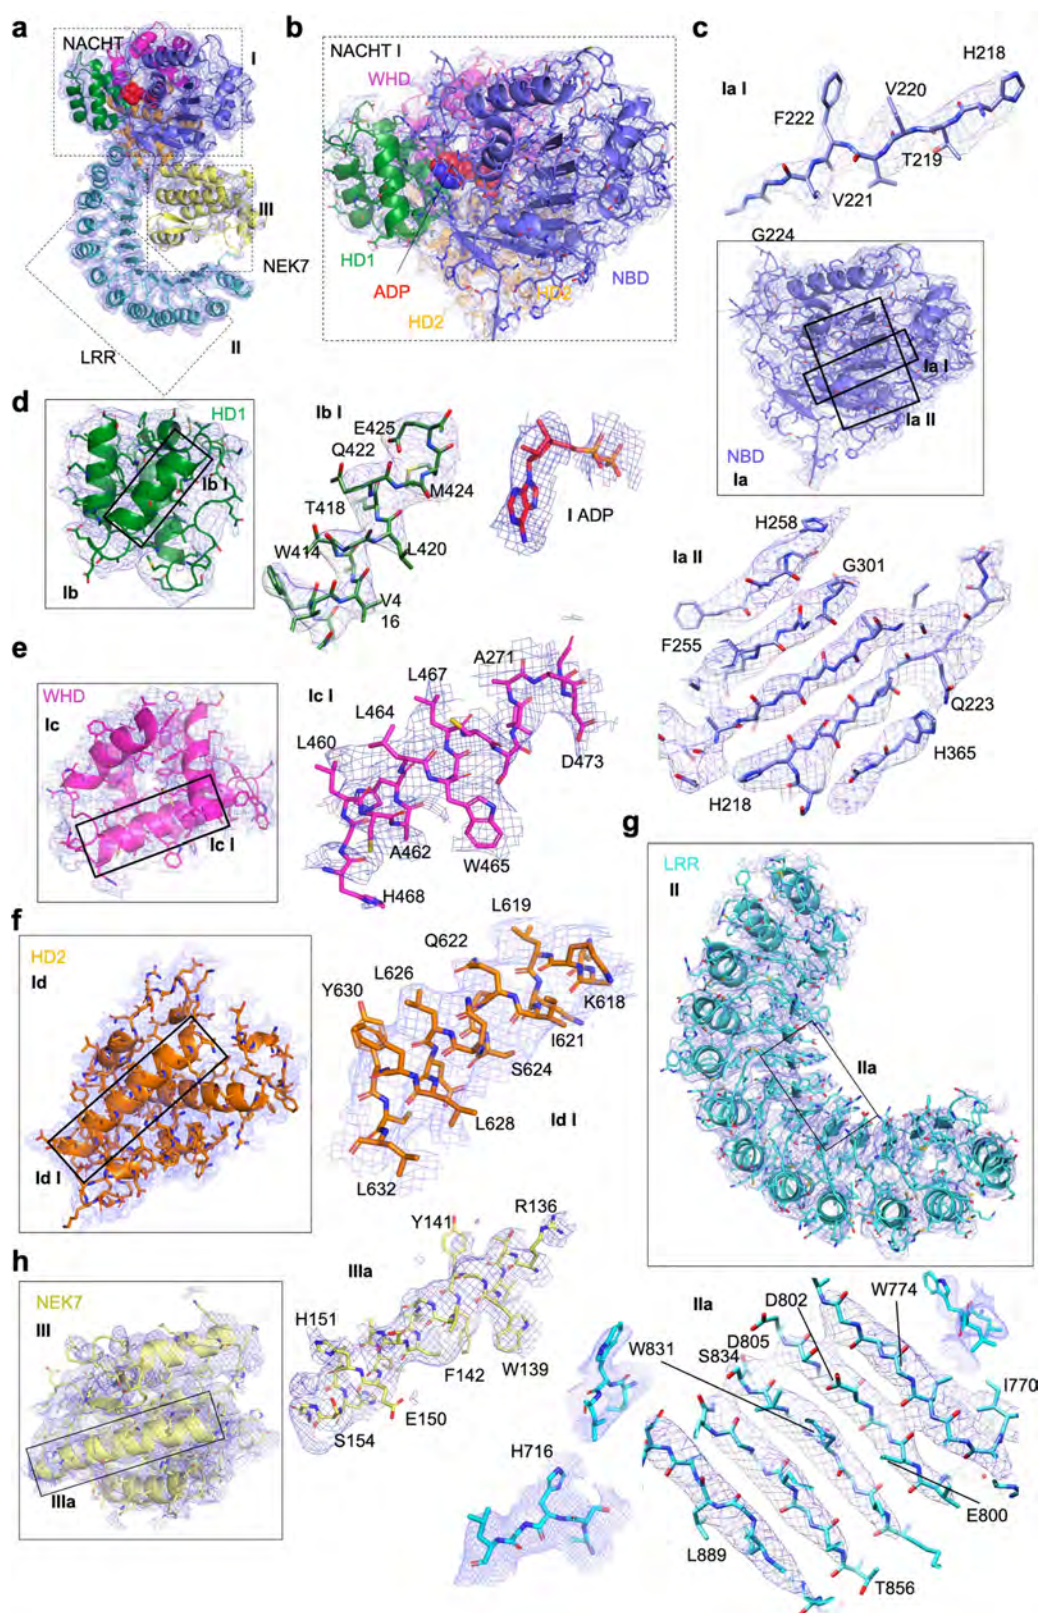 a
NACHT
I
III
NEK7
LRR
II
b
NACHT I
WHD
HD1
ADP
HD2
HD2
NBD
c
Ia I
H218
V220
F222
T219
V221
G224
Ia I
Ia II
NBD
Ia
H258
Ia II
G301
F255
Q223
H365
H218
d
HD1
Ib I
Ib
Ib I
E425
Q422
M424
T418
L420
W414
V4
16
I ADP
e
WHD
Ic
Ic I
Ic I
A271
L467
L464
L460
D473
A462
W465
H468
f
HD2
Id
Id I
L619
Q622
L626
Y630
K618
I621
S624
L628
Id I
L632
g
LRR
II
IIa
h
NEK7
III
IIIa
Y141
R136
IIIa
H151
F142
W139
E150
S154
H716
IIa
W774
D802
D805
W831
S834
I770
E800
L889
T856